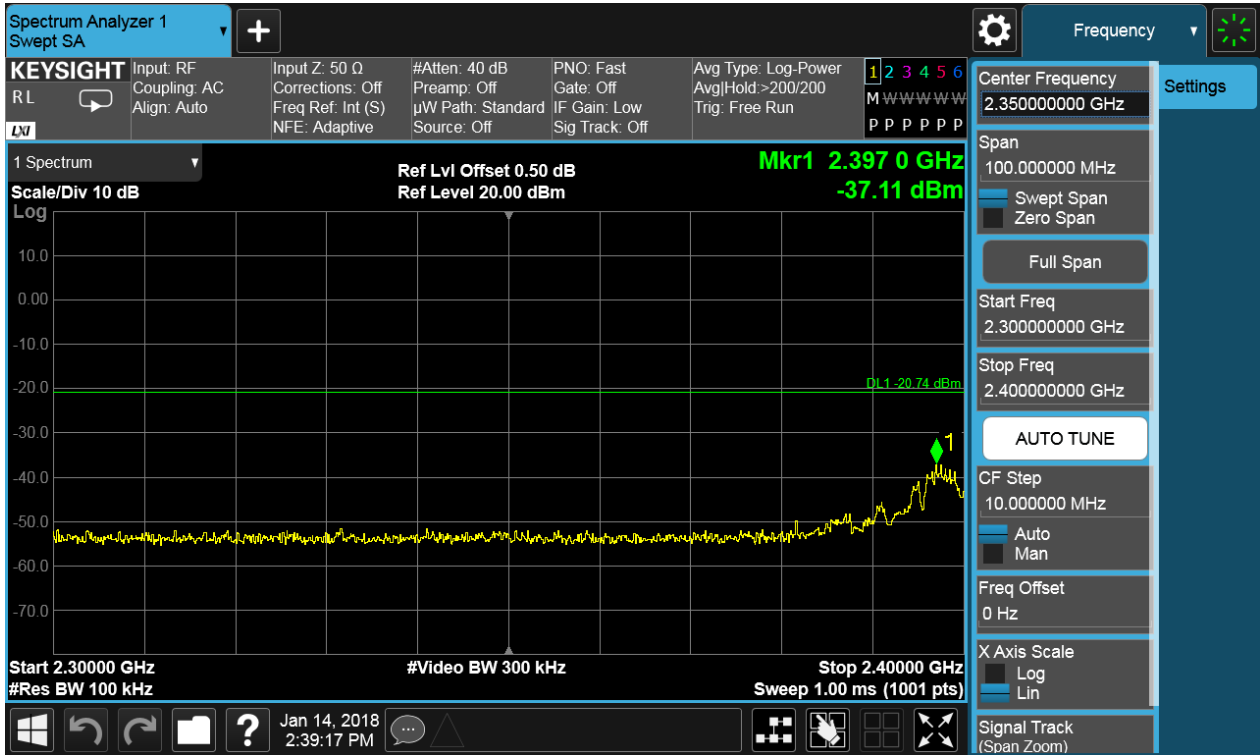 Spectrum Analyzer 1
Swept SA
Frequency
KEYSIGHT
RL
LXI
Input: RF
Coupling: AC
Align: Auto
Input Z: 50 Ω
Corrections: Off
Freq Ref: Int (S)
NFE: Adaptive
#Atten: 40 dB
Preamp: Off
µW Path: Standard
Source: Off
PNO: Fast
Gate: Off
IF Gain: Low
Sig Track: Off
Avg Type: Log-Power
Avg|Hold:>200/200
Trig: Free Run
1 2 3 4 5 6
M W W W W W
P P P P P P
1 Spectrum
Scale/Div 10 dB
Log
Ref Lvl Offset 0.50 dB
Ref Level 20.00 dBm
Mkr1 2.397 0 GHz
-37.11 dBm
10.0
0.00
-10.0
-20.0
-30.0
-40.0
-50.0
-60.0
-70.0
DL1 -20.74 dBm
1
Start 2.30000 GHz
#Res BW 100 kHz
#Video BW 300 kHz
Stop 2.40000 GHz
Sweep 1.00 ms (1001 pts)
Center Frequency
2.350000000 GHz
Span
100.000000 MHz
Swept Span
Zero Span
Full Span
Start Freq
2.300000000 GHz
Stop Freq
2.400000000 GHz
AUTO TUNE
CF Step
10.000000 MHz
Auto
Man
Freq Offset
0 Hz
X Axis Scale
Log
Lin
Signal Track
(Span Zoom)
Settings
?
Jan 14, 2018
2:39:17 PM